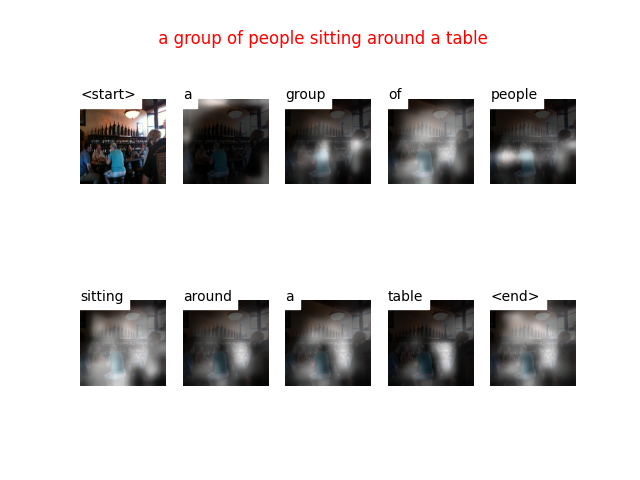 a group of people sitting around a table
<start> a group of people
sitting around a table <end>